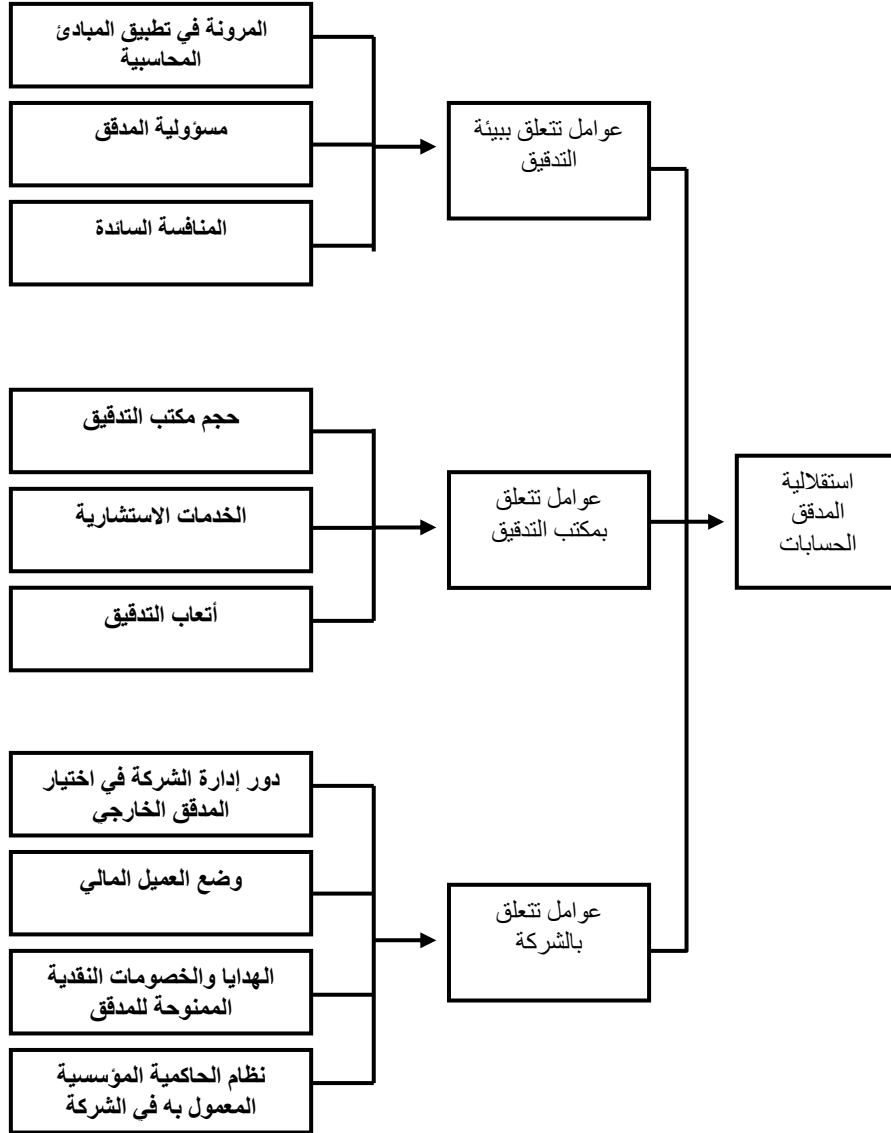 المرونة في تطبيق المبادئ
المحاسبية
مسؤولية المدقق
المنافسة السائدة
عوامل تتعلق ببيئة
التدقيق
حجم مكتب التدقيق
الخدمات الاستشارية
أتعاب التدقيق
عوامل تتعلق
بمكتب التدقيق
دور إدارة الشركة في اختيار
المدقق الخارجي
وضع العميل المالي
الهدايا والخصومات النقدية
الممنوحة للمدقق
نظام الحاكمية المؤسسية
المعمول به في الشركة
عوامل تتعلق
بالشركة
استقلالية
المدقق
الحسابات